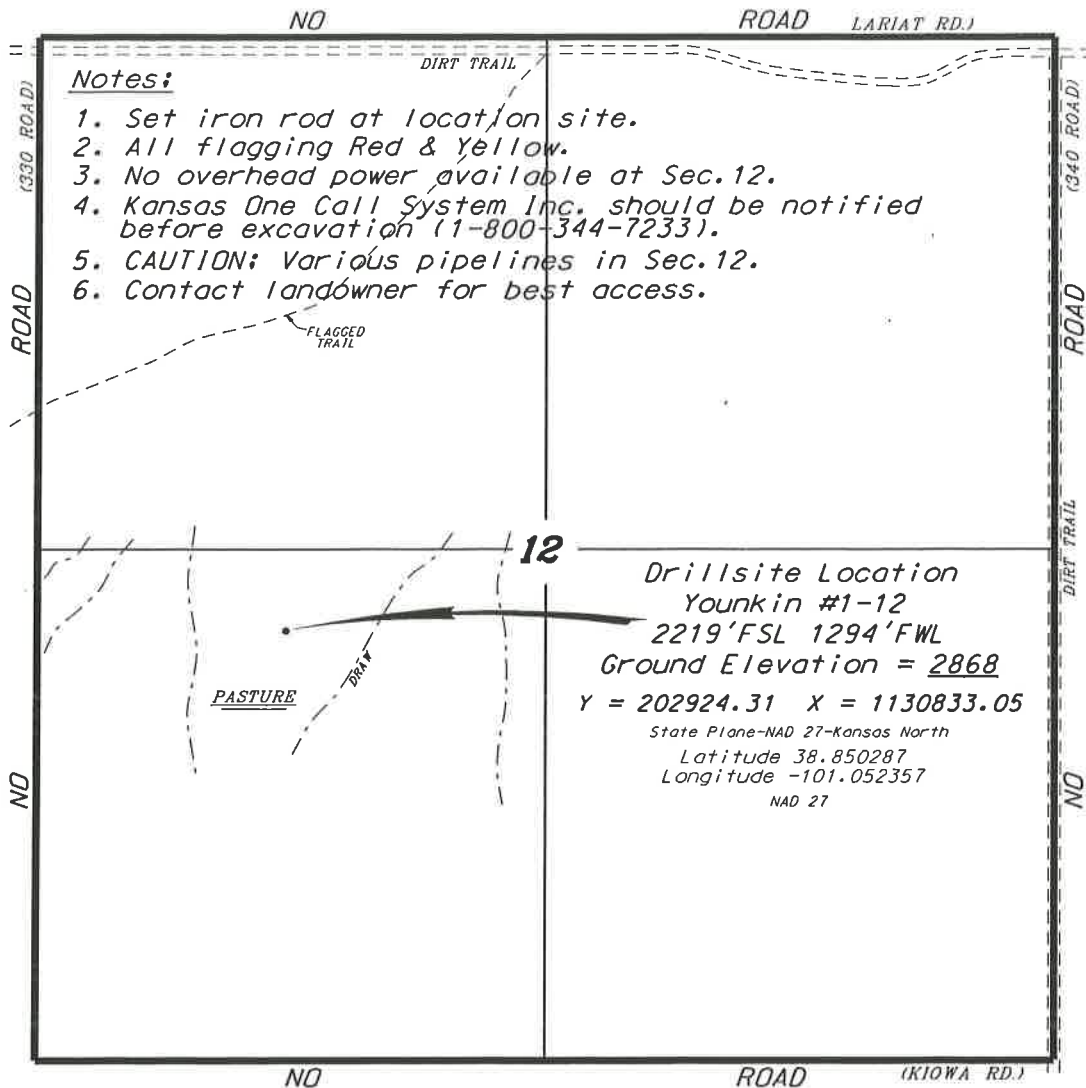 NO ROAD LARIAT RD.)
DIRT TRAIL
Notes:
1. Set iron rod at location site.
2. All flagging Red & Yellow.
3. No overhead power available at Sec.12.
4. Kansas One Call System Inc. should be notified
before excavation (1-800-344-7233).
5. CAUTION: Various pipelines in Sec.12.
6. Contact landowner for best access.
(330 ROAD)
(340 ROAD)
ROAD
ROAD
FLAGGED
TRAIL
DIRT TRAIL
12
Drillsite Location
Younkin #1-12
2219'FSL 1294'FWL
Ground Elevation = 2868
Y = 202924.31 X = 1130833.05
State Plane-NAD 27-Kansas North
Latitude 38.850287
Longitude -101.052357
NAD 27
DRAW
PASTURE
NO
NO
NO ROAD (KIOWA RD.)